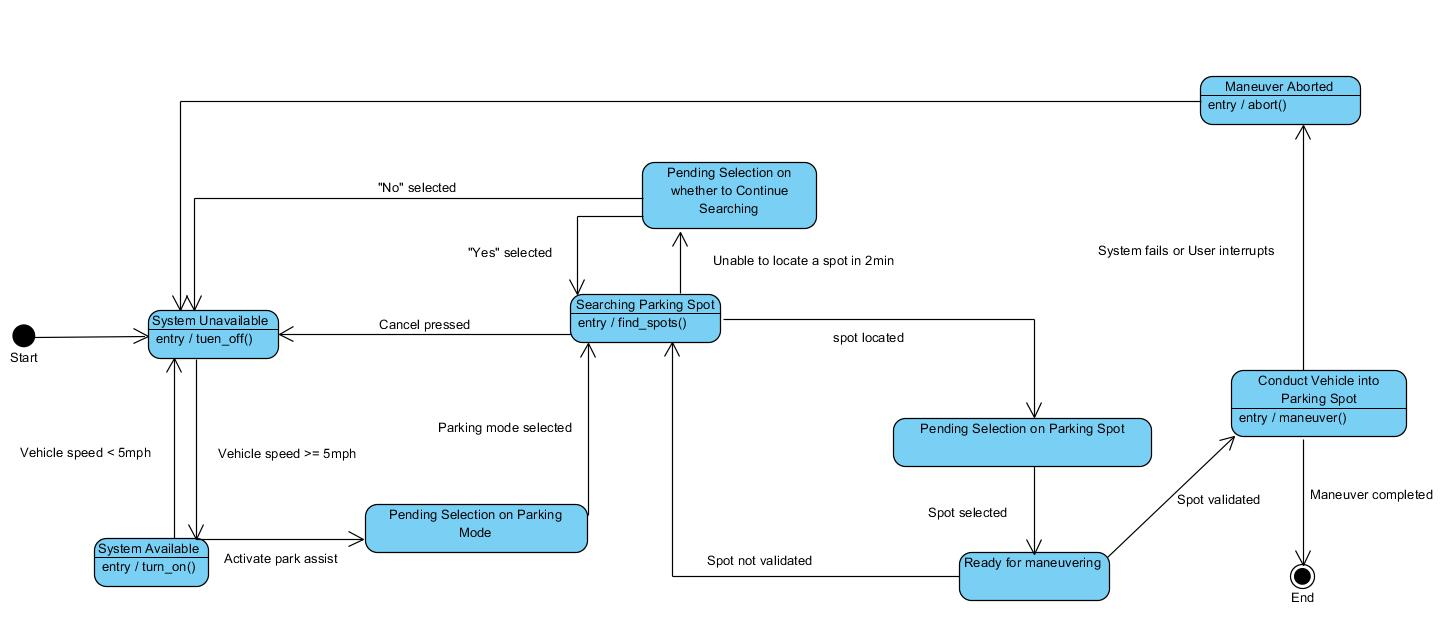 Maneuver Aborted
entry / abort()
Pending Selection on
whether to Continue
Searching
"No" selected
"Yes" selected
Unable to locate a spot in 2min
System fails or User interrupts
System Unavailable
entry / tuen_off()
Start
Cancel pressed
Searching Parking Spot
entry / find_spots()
spot located
Conduct Vehicle into
Parking Spot
entry / maneuver()
Parking mode selected
Pending Selection on Parking Spot
Vehicle speed < 5mph
Vehicle speed >= 5mph
Spot selected
Spot validated
Maneuver completed
Pending Selection on Parking
Mode
System Available
entry / turn_on()
Activate park assist
Spot not validated
Ready for maneuvering
End